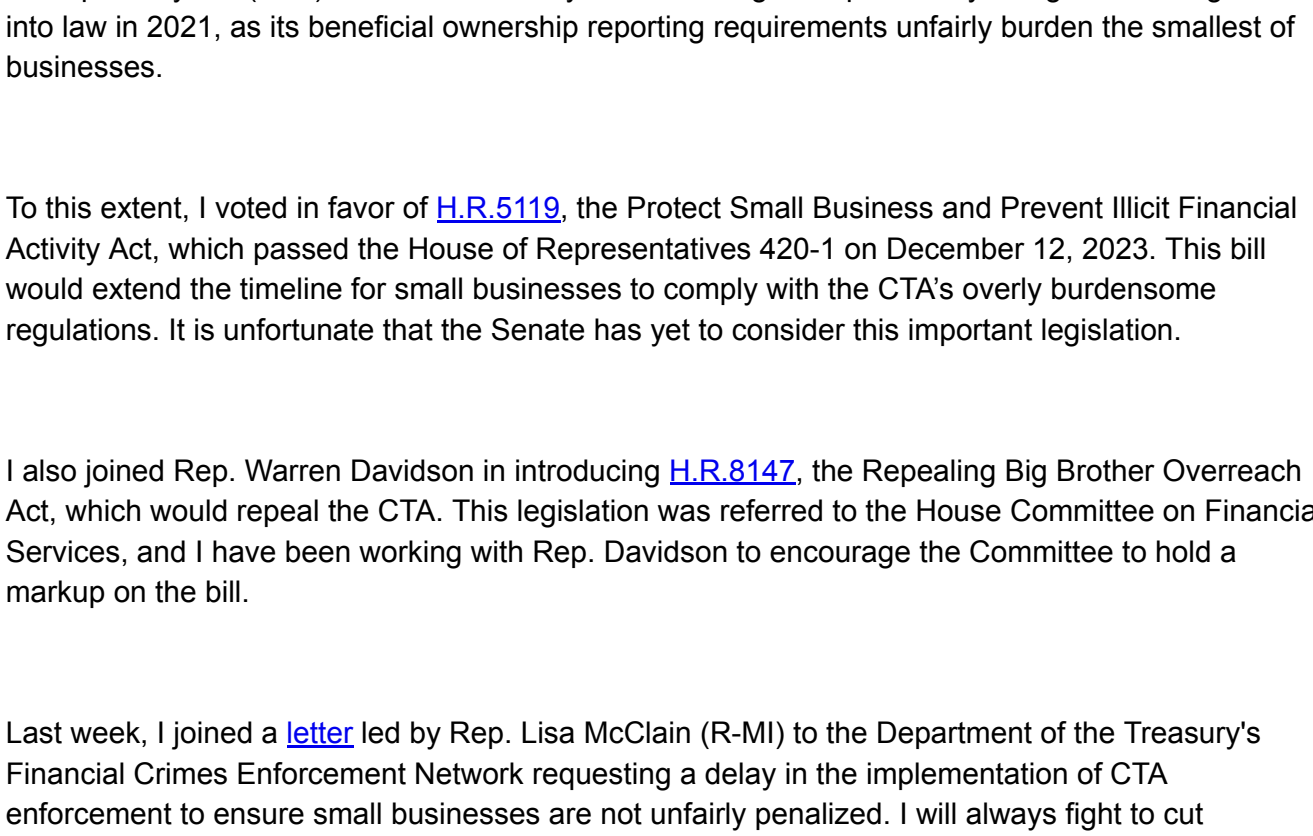 into law in 2021, as its beneficial ownership reporting requirements unfairly burden the smallest of
businesses.
To this extent, I voted in favor of H.R.5119, the Protect Small Business and Prevent Illicit Financial
Activity Act, which passed the House of Representatives 420-1 on December 12, 2023. This bill
would extend the timeline for small businesses to comply with the CTA’s overly burdensome
regulations. It is unfortunate that the Senate has yet to consider this important legislation.
I also joined Rep. Warren Davidson in introducing H.R.8147, the Repealing Big Brother Overreach
Act, which would repeal the CTA. This legislation was referred to the House Committee on Financia
Services, and I have been working with Rep. Davidson to encourage the Committee to hold a
markup on the bill.
Last week, I joined a letter led by Rep. Lisa McClain (R-MI) to the Department of the Treasury's
Financial Crimes Enforcement Network requesting a delay in the implementation of CTA
enforcement to ensure small businesses are not unfairly penalized. I will always fight to cut